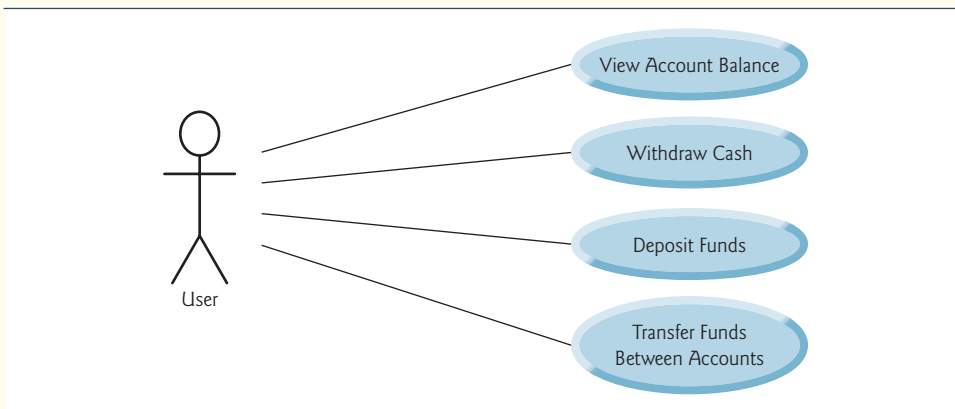 View Account Balance
Withdraw Cash
Deposit Funds
User
Transfer Funds
Between Accounts